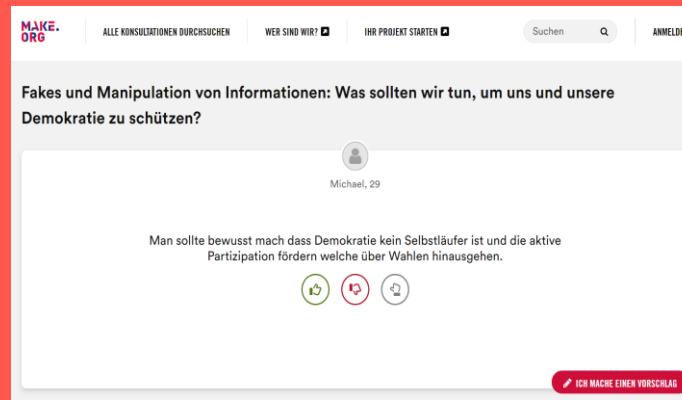 MAKE.
ORG
ALLE KONSULTATIONEN DURCHSUCHEN
WER SIND WIR?
IHR PROJEKT STARTEN
Suchen
ANMELDE
Fakes und Manipulation von Informationen: Was sollten wir tun, um uns und unsere
Demokratie zu schützen?
Michael, 29
Man sollte bewusst mach dass Demokratie kein Selbstläufer ist und die aktive
Partizipation fördern welche über Wahlen hinausgehen.
ICH MACHE EINEN VORSCHLAG